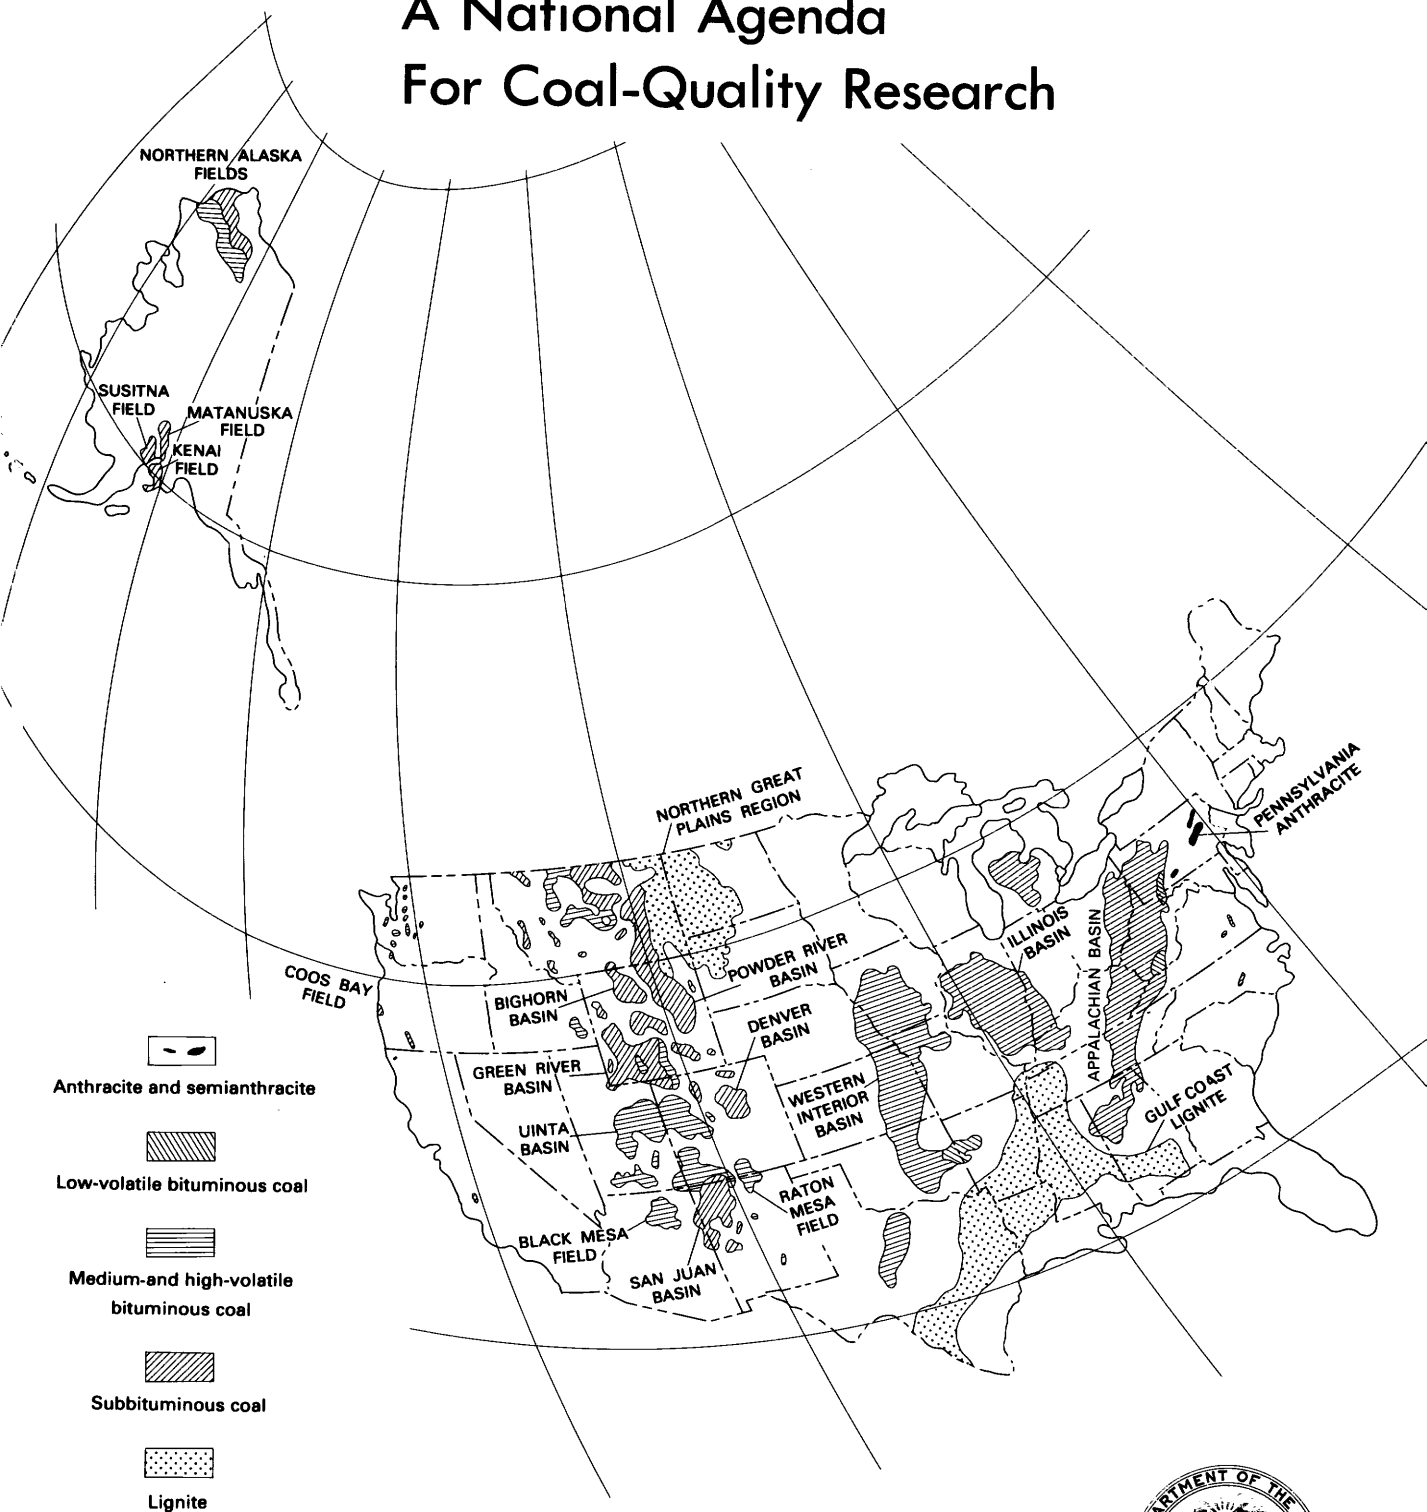 A National Agenda
For Coal-Quality Research
NORTHERN ALASKA
FIELDS
SUSITNA
FIELD
MATANUSKA
FIELD
KENAI
FIELD
PENNSYLVANIA
ANTHRACITE
NORTHERN GREAT
PLAINS REGION
ILLINOIS
BASIN
APPALACHIAN BASIN
POWDER RIVER
BASIN
COOS BAY
FIELD
BIGHORN
BASIN
DENVER
BASIN
GREEN RIVER
BASIN
WESTERN
INTERIOR
BASIN
GULF COAST
LIGNITE
UINTA
BASIN
RATON
MESA
FIELD
BLACK MESA
FIELD
SAN JUAN
BASIN
Anthracite and semianthracite
Low-volatile bituminous coal
Medium-and high-volatile
bituminous coal
Subbituminous coal
Lignite
OF THE